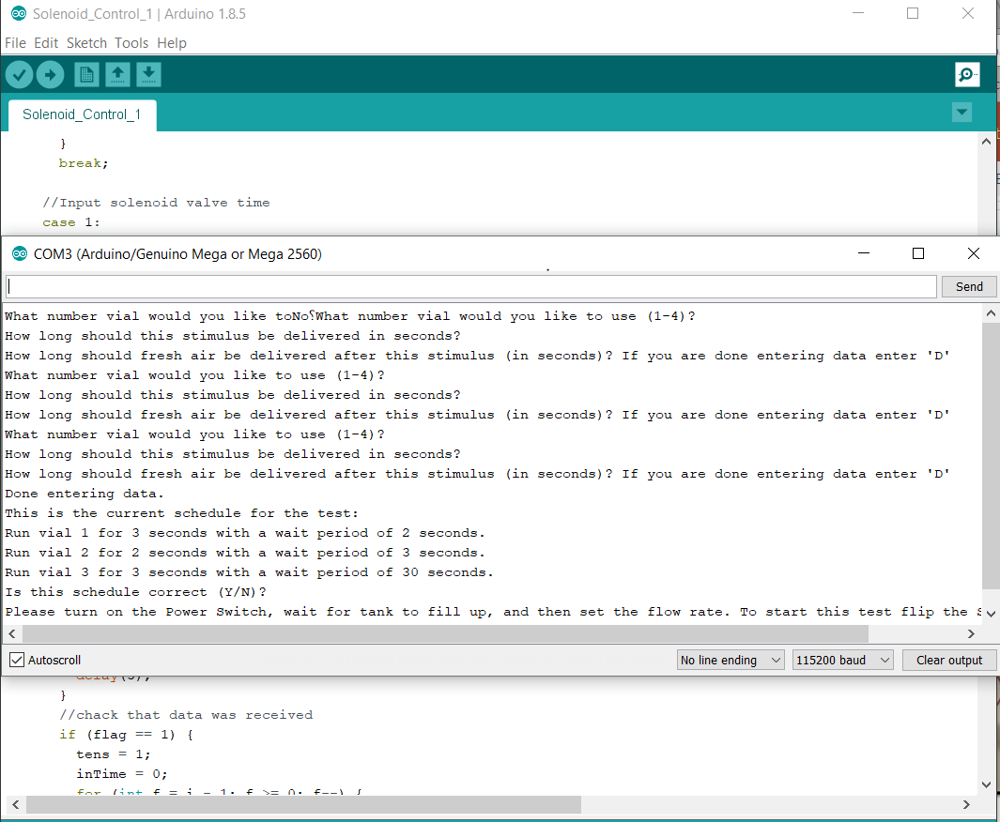 Solenoid_Control_1 | Arduino 1.8.5
File Edit Sketch Tools Help
Solenoid_Control_1
}
break;
//Input solenoid valve time
case 1:
COM3 (Arduino/Genuino Mega or Mega 2560)
Send
What number vial would you like toNo⸮What number vial would you like to use (1-4)?
How long should this stimulus be delivered in seconds?
How long should fresh air be delivered after this stimulus (in seconds)? If you are done entering data enter 'D'
What number vial would you like to use (1-4)?
How long should this stimulus be delivered in seconds?
How long should fresh air be delivered after this stimulus (in seconds)? If you are done entering data enter 'D'
What number vial would you like to use (1-4)?
How long should this stimulus be delivered in seconds?
How long should fresh air be delivered after this stimulus (in seconds)? If you are done entering data enter 'D'
Done entering data.
This is the current schedule for the test:
Run vial 1 for 3 seconds with a wait period of 2 seconds.
Run vial 2 for 2 seconds with a wait period of 3 seconds.
Run vial 3 for 3 seconds with a wait period of 30 seconds.
Is this schedule correct (Y/N)?
Please turn on the Power Switch, wait for tank to fill up, and then set the flow rate. To start this test flip the
Autoscroll
No line ending
115200 baud
Clear output
}
//chack that data was received
if (flag == 1) {
tens = 1;
inTime = 0;
for (int f = i - 1; f >= 0; f--) {